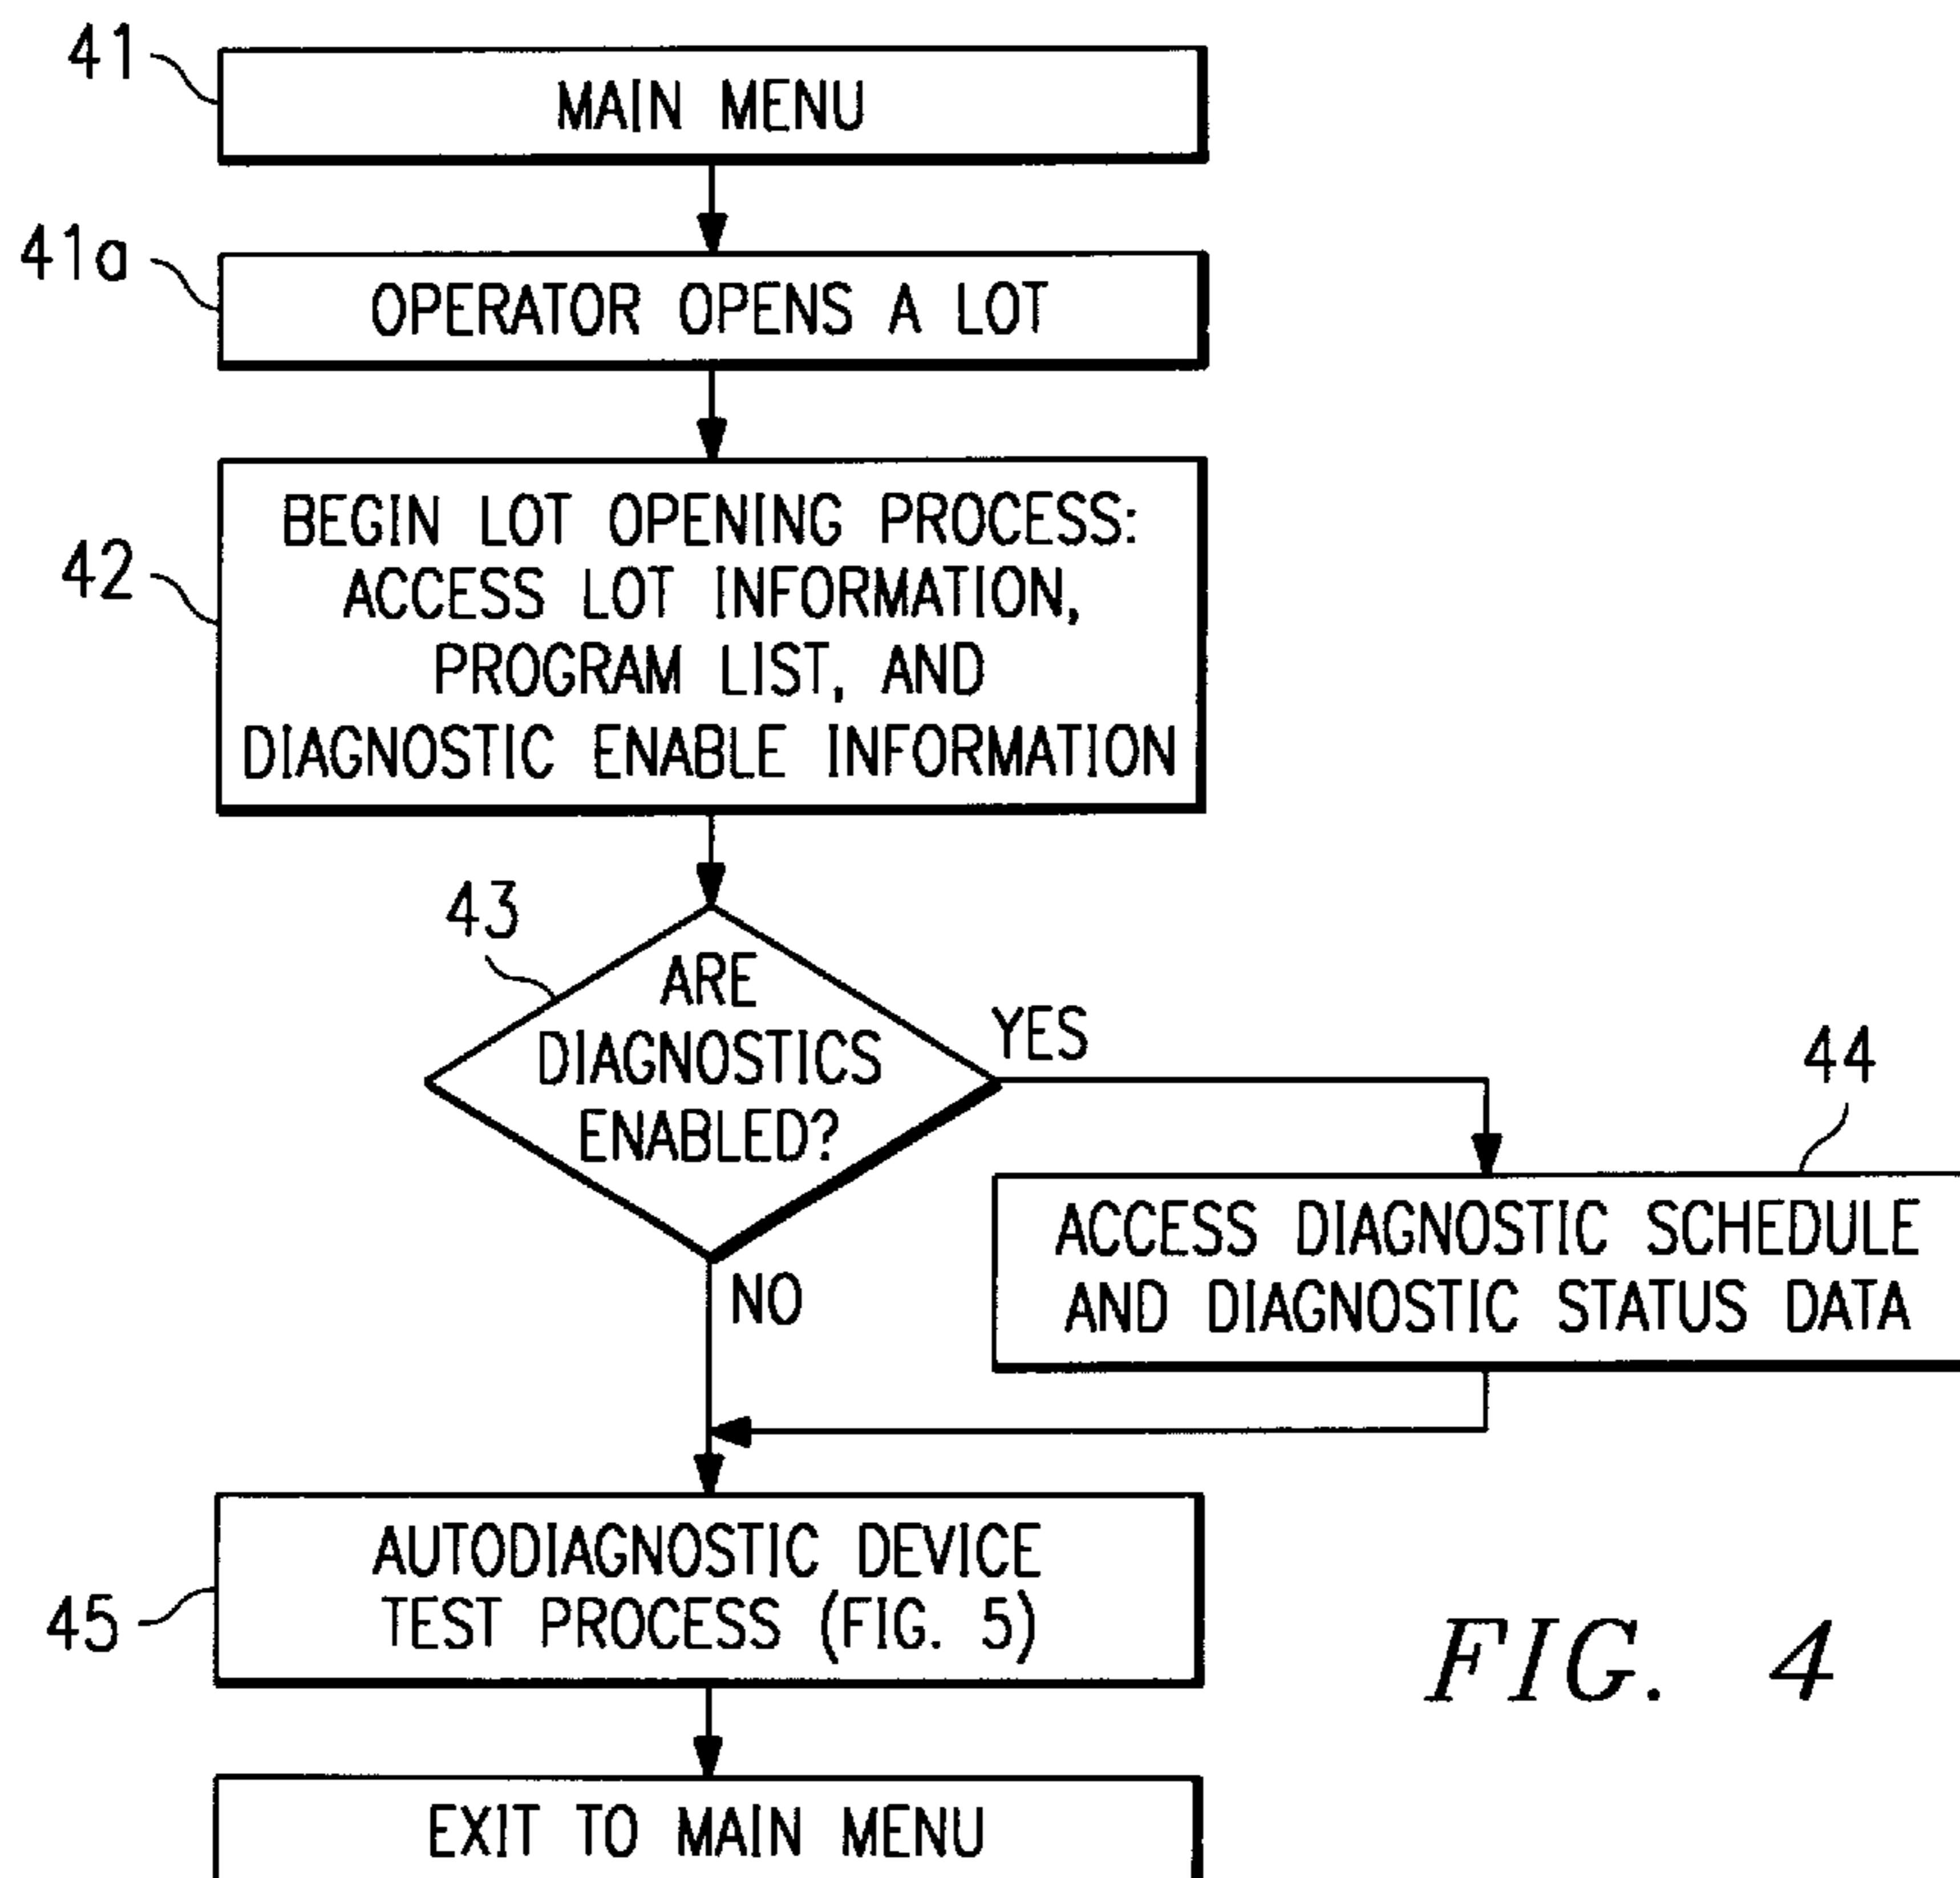 41
MAIN MENU
41a
OPERATOR OPENS A LOT
42
BEGIN LOT OPENING PROCESS:
ACCESS LOT INFORMATION,
PROGRAM LIST, AND
DIAGNOSTIC ENABLE INFORMATION
43
ARE
DIAGNOSTICS
ENABLED?
YES
NO
44
ACCESS DIAGNOSTIC SCHEDULE
AND DIAGNOSTIC STATUS DATA
45
AUTODIAGNOSTIC DEVICE
TEST PROCESS (FIG. 5)
EXIT TO MAIN MENU
FIG. 4